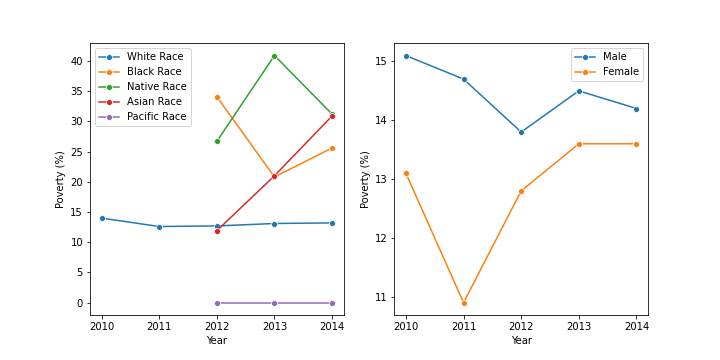 White Race
Black Race
Native Race
Asian Race
Pacific Race
Poverty (%)
40
35
30
25
20
15
10
5
0
2010 2011 2012 2013 2014
Year
Male
Female
Poverty (%)
15
14
13
12
11
2010 2011 2012 2013 2014
Year